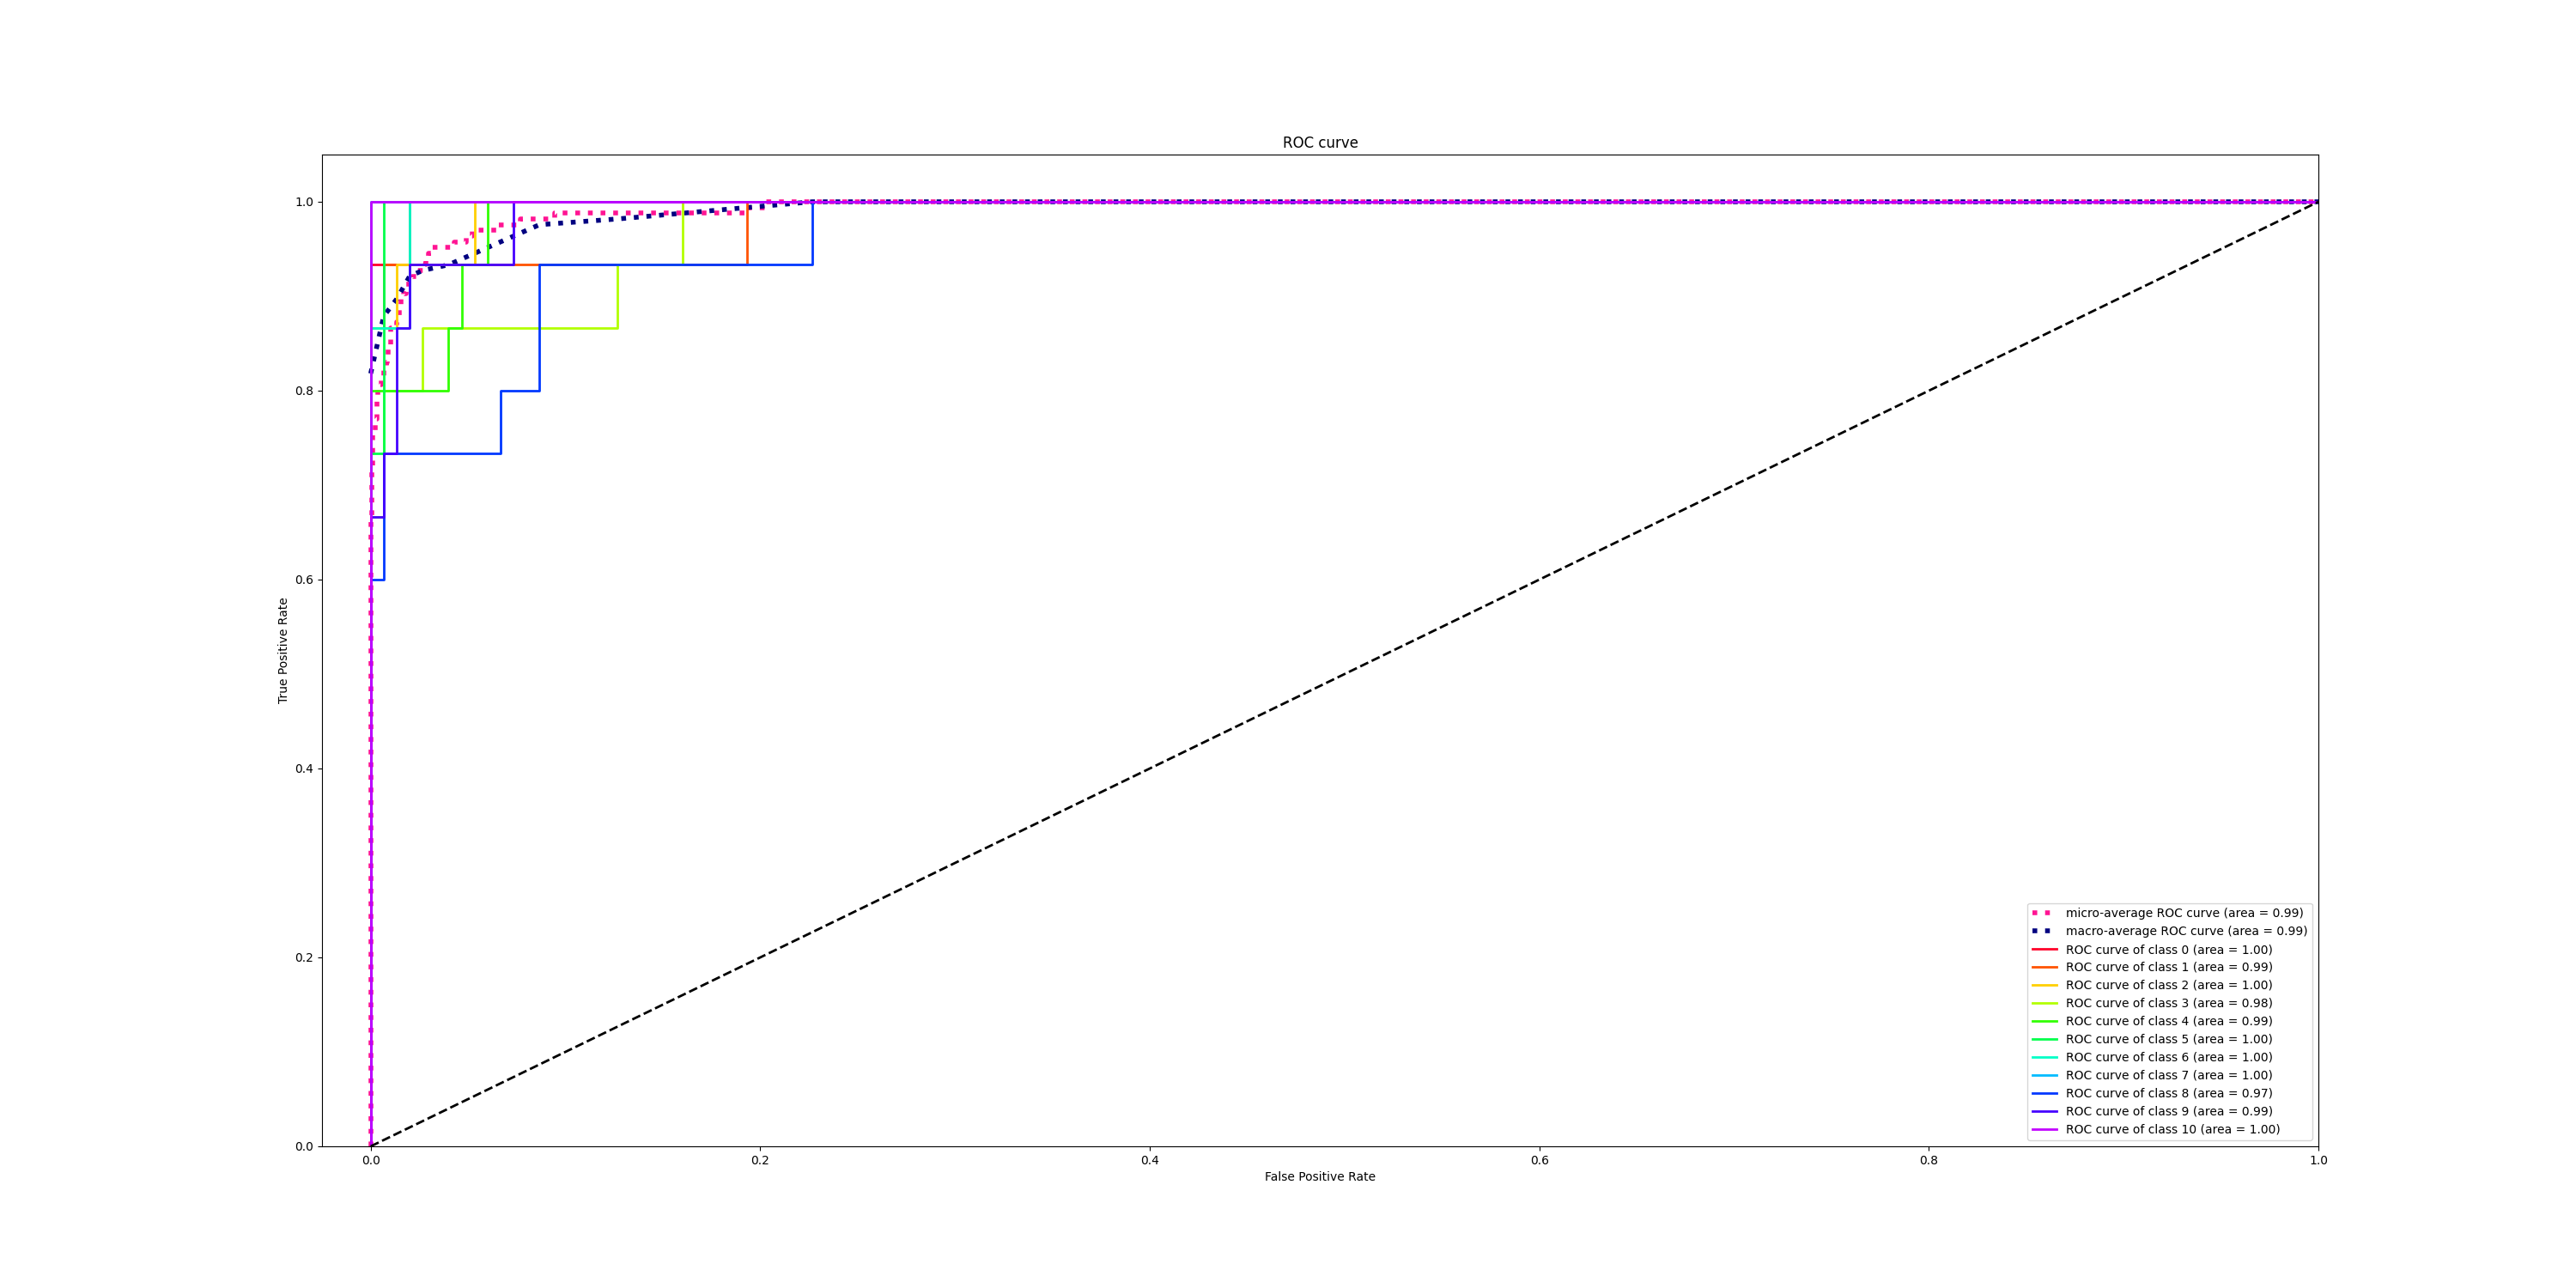 ROC curve
1.0
0.8
0.6
0.4
0.2
0.0
True Positive Rate
0.0 0.2 0.4 0.6 0.8 1.0
False Positive Rate
micro-average ROC curve (area = 0.99)
macro-average ROC curve (area = 0.99)
ROC curve of class 0 (area = 1.00)
ROC curve of class 1 (area = 0.99)
ROC curve of class 2 (area = 1.00)
ROC curve of class 3 (area = 0.98)
ROC curve of class 4 (area = 0.99)
ROC curve of class 5 (area = 1.00)
ROC curve of class 6 (area = 1.00)
ROC curve of class 7 (area = 1.00)
ROC curve of class 8 (area = 0.97)
ROC curve of class 9 (area = 0.99)
ROC curve of class 10 (area = 1.00)